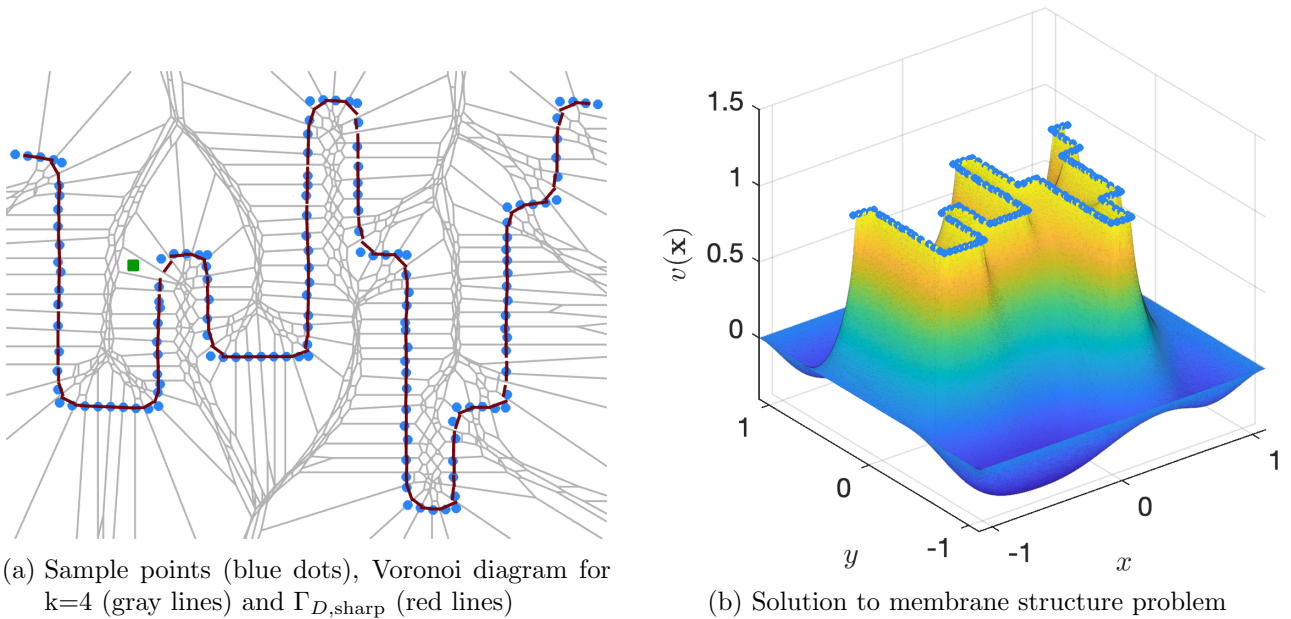 1.5
1
0.5
0
v(x)
1
0
-1
y
-1
0
1
x
(a) Sample points (blue dots), Voronoi diagram for
k=4 (gray lines) and Γ_{D,sharp} (red lines)
(b) Solution to membrane structure problem